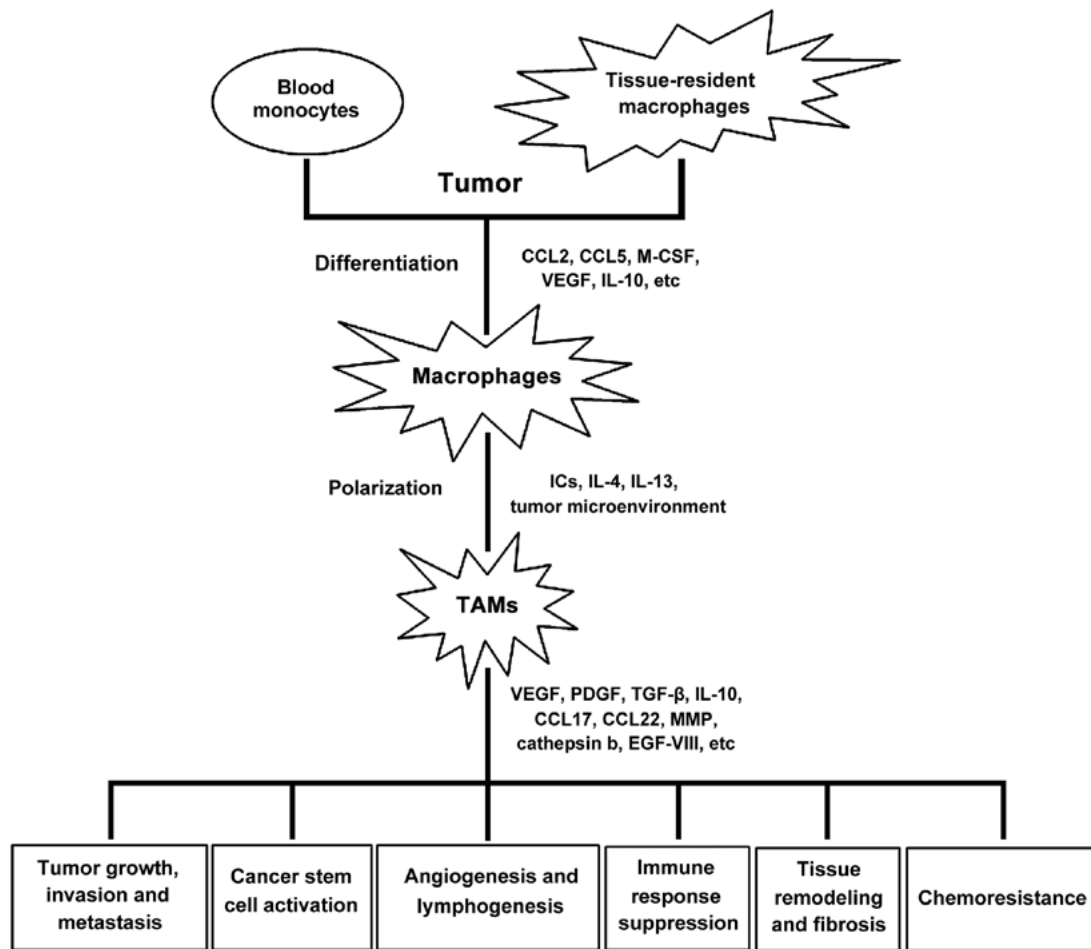 Blood
monocytes
Tissue-resident
macrophages
Tumor
Differentiation
CCL2, CCL5, M-CSF,
VEGF, IL-10, etc
Macrophages
Polarization
ICs, IL-4, IL-13,
tumor microenvironment
TAMs
VEGF, PDGF, TGF-β, IL-10,
CCL17, CCL22, MMP,
cathepsin b, EGF-VIII, etc
Tumor growth,
invasion and
metastasis
Cancer stem
cell activation
Angiogenesis and
lymphogenesis
Immune
response
suppression
Tissue
remodeling
and fibrosis
Chemoresistance